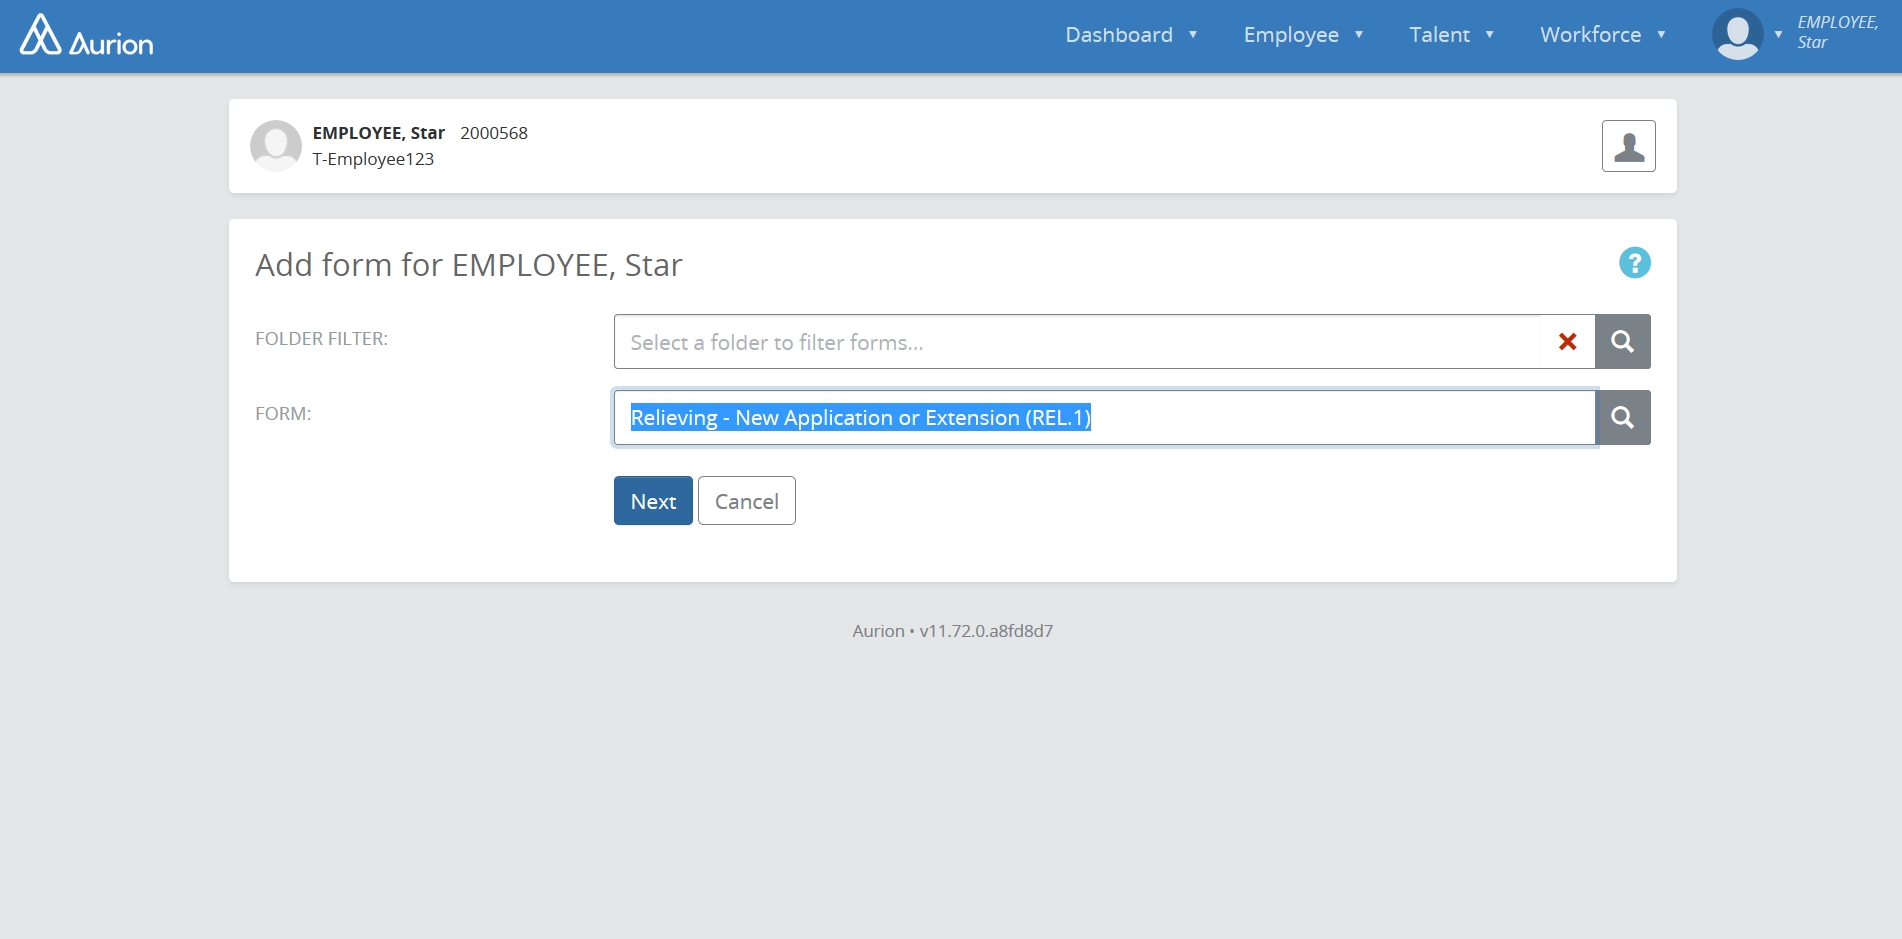 Aurion
Dashboard
Employee
Talent
Workforce
EMPLOYEE,
Star
EMPLOYEE, Star 2000568
T-Employee123
Add form for EMPLOYEE, Star
?
FOLDER FILTER:
Select a folder to filter forms...
FORM:
Relieving - New Application or Extension (REL.1)
Next
Cancel
Aurion • v11.72.0.a8fd8d7